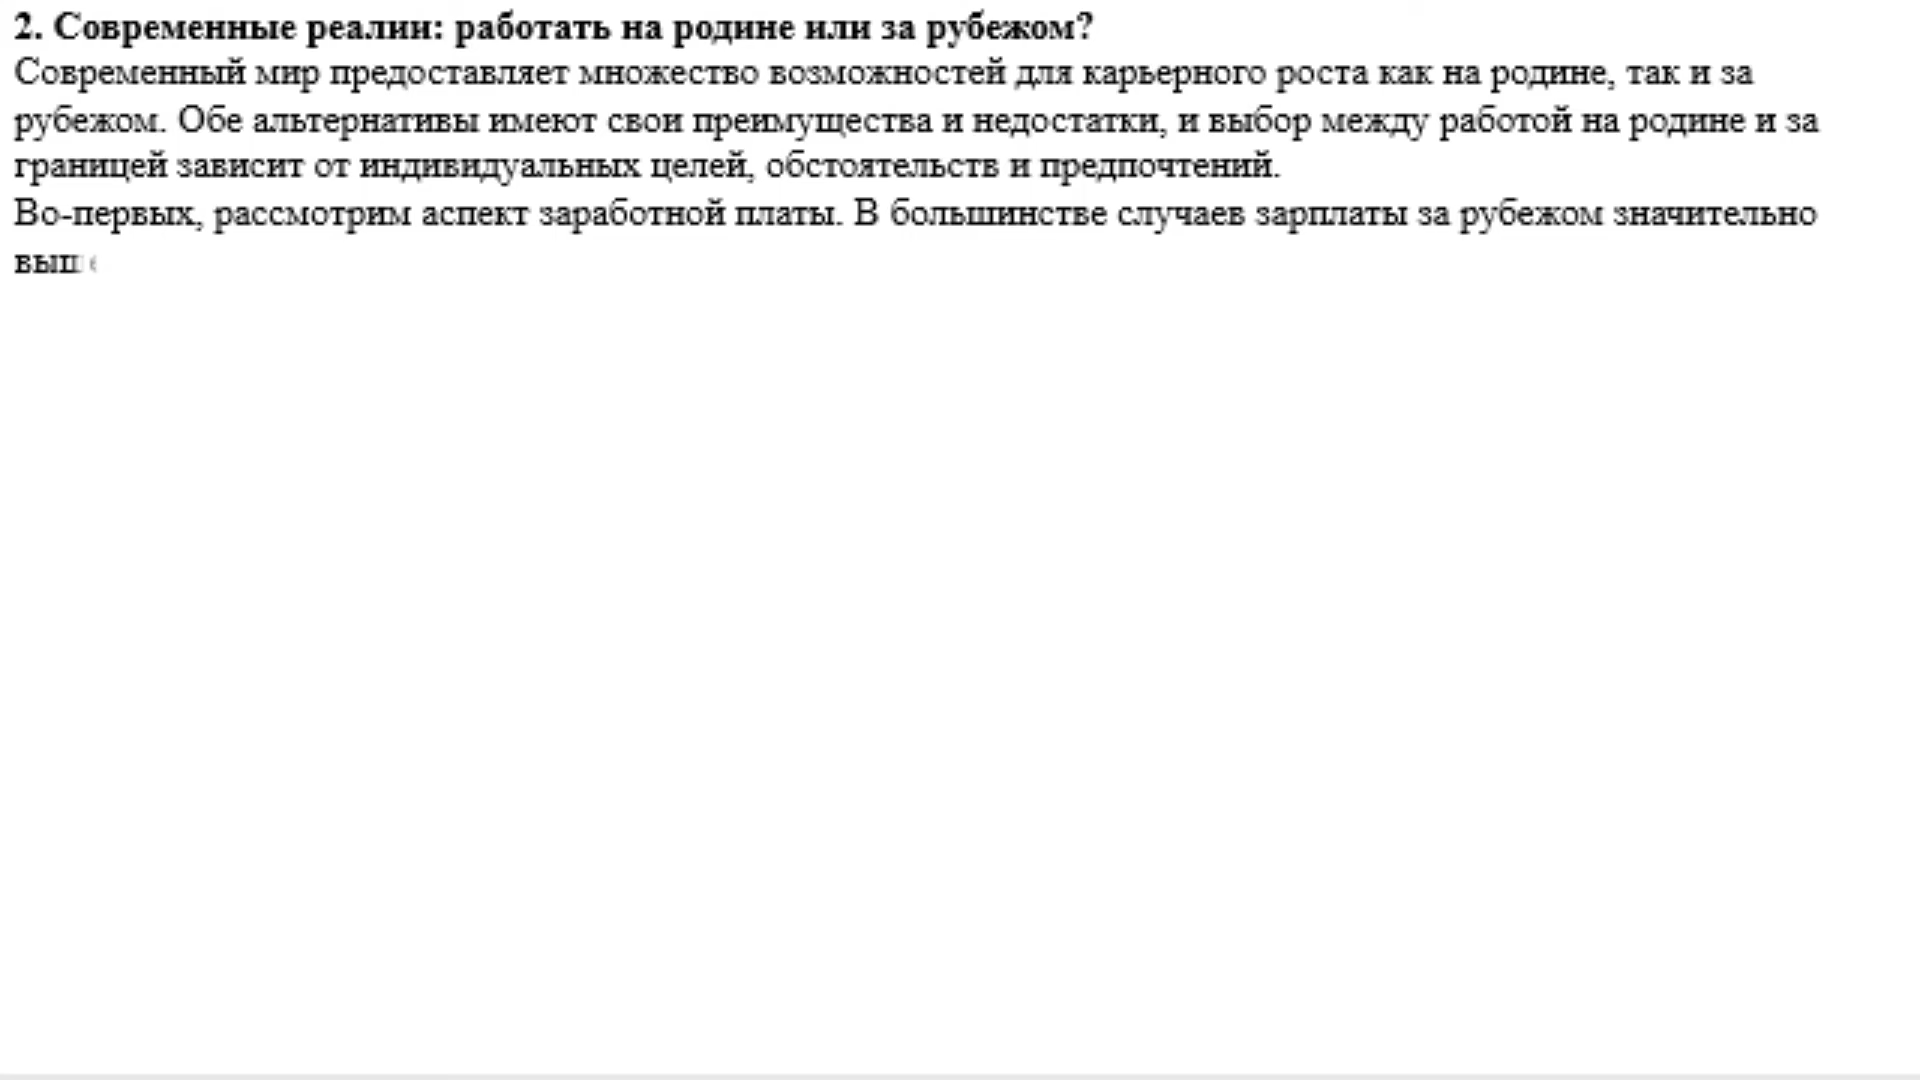 2. Современные реалии: работать на родине или за рубежом?
Современный мир предоставляет множество возможностей для карьерного роста как на родине, так и за
рубежом. Обе альтернативы имеют свои преимущества и недостатки, и выбор между работой на родине и за
границей зависит от индивидуальных целей, обстоятельств и предпочтений.
Во-первых, рассмотрим аспект заработной платы. В большинстве случаев зарплаты за рубежом значительно